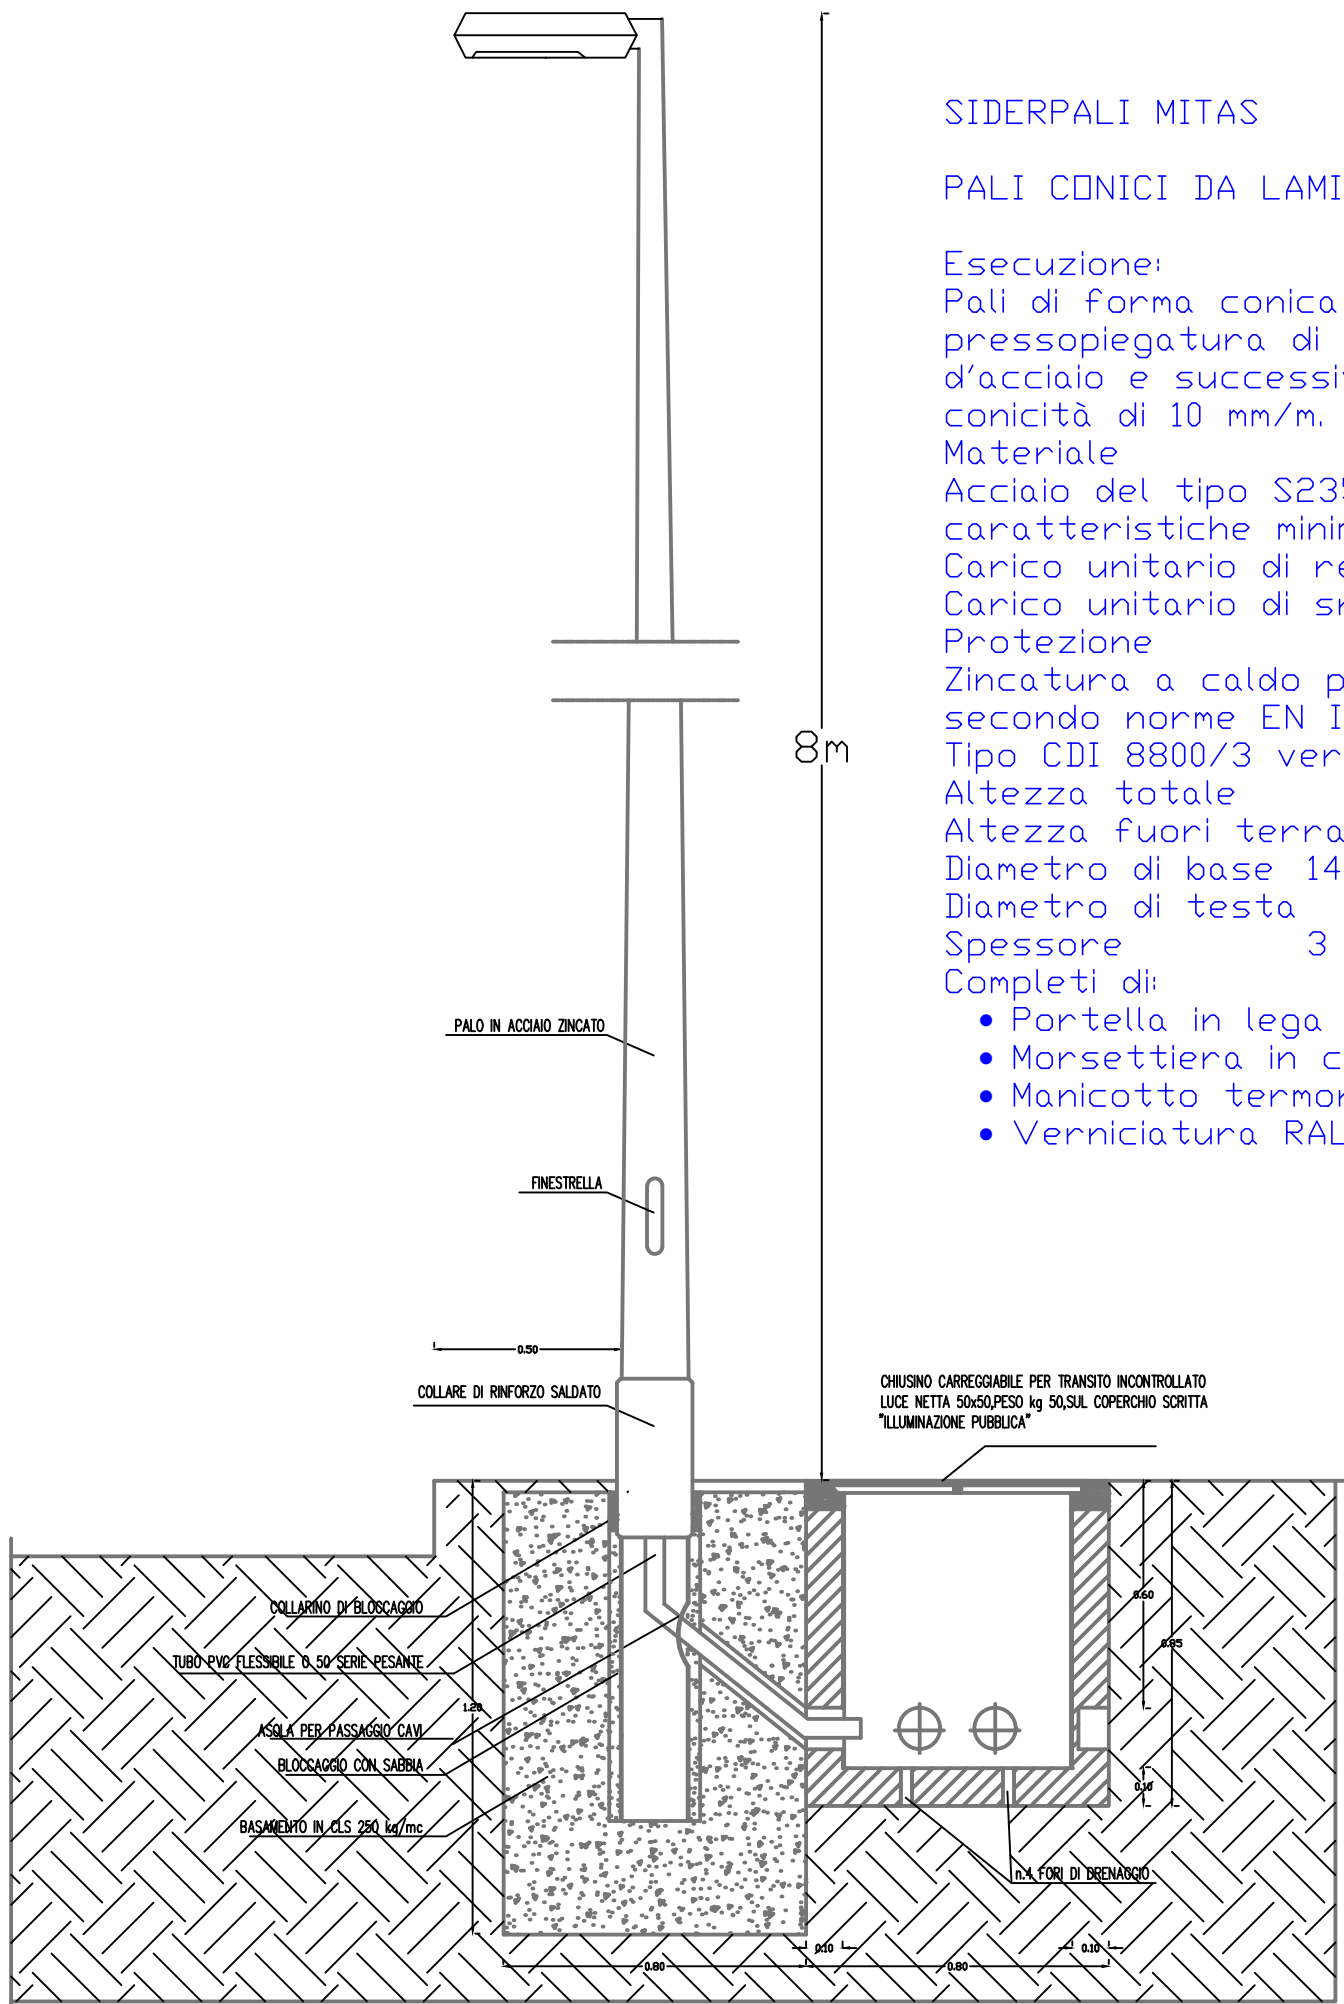 SIDERPALI MITAS
PALI CONICI DA LAMI
Esecuzione:
Pali di forma conica
pressopiegatura di
d'acciaio e successi
conicità di 10 mm/m.
Materiale
Acciaio del tipo S235
caratteristiche mini
Carico unitario di re
Carico unitario di sn
Protezione
Zincatura a caldo p
secondo norme EN I
8m
Tipo CDI 8800/3 ver
Altezza totale
Altezza fuori terra
Diametro di base 14
Diametro di testa
Spessore 3
Completi di:
• Portella in lega
• Morsettiera in c
• Manicotto termor
• Verniciatura RAL
PALO IN ACCIAIO ZINCATO
FINESTRELLA
0.50
COLLARE DI RINFORZO SALDATO
CHIUSINO CARREGGIABILE PER TRANSITO INCONTROLLATO
LUCE NETTA 50x50,PESO kg 50,SUL COPERCHIO SCRITTA
"ILLUMINAZIONE PUBBLICA"
COLLARINO DI BLOCCAGGIO
TUBO PVC FLESSIBILE O 50 SERIE PESANTE
ASOLA PER PASSAGGIO CAVI
BLOCCAGGIO CON SABBIA
BASAMENTO IN CLS 250 kg/mc
1.20
0.60
0.85
0.10
n.4 FORI DI DRENAGGIO
0.10
0.10
0.80
0.80